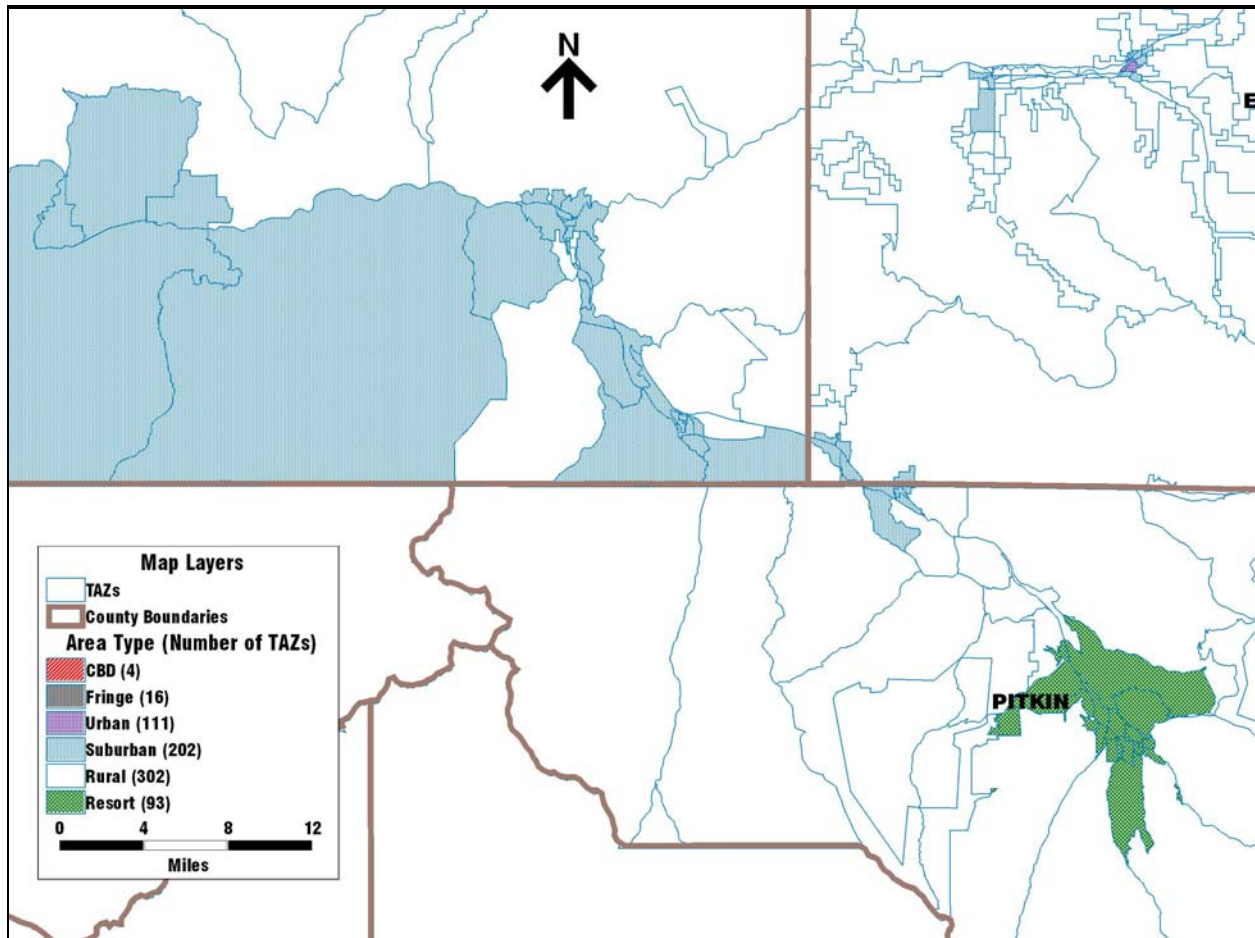 N
E
PITKIN
Map Layers
TAZs
County Boundaries
Area Type (Number of TAZs)
CBD (4)
Fringe (16)
Urban (111)
Suburban (202)
Rural (302)
Resort (93)
0 4 8 12
Miles